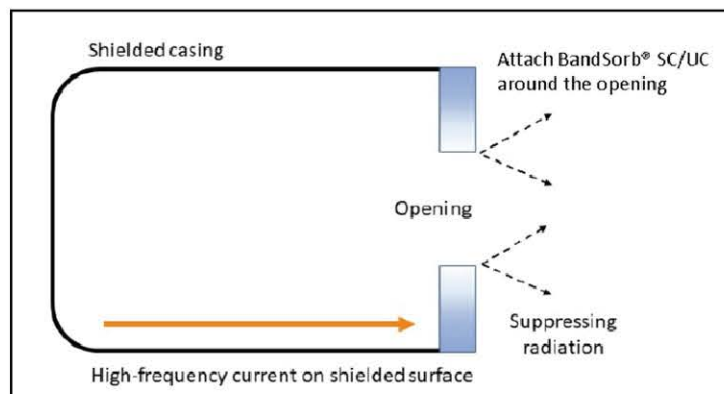 Shielded casing
Attach BandSorb® SC/UC
around the opening
Opening
Suppressing
radiation
High-frequency current on shielded surface